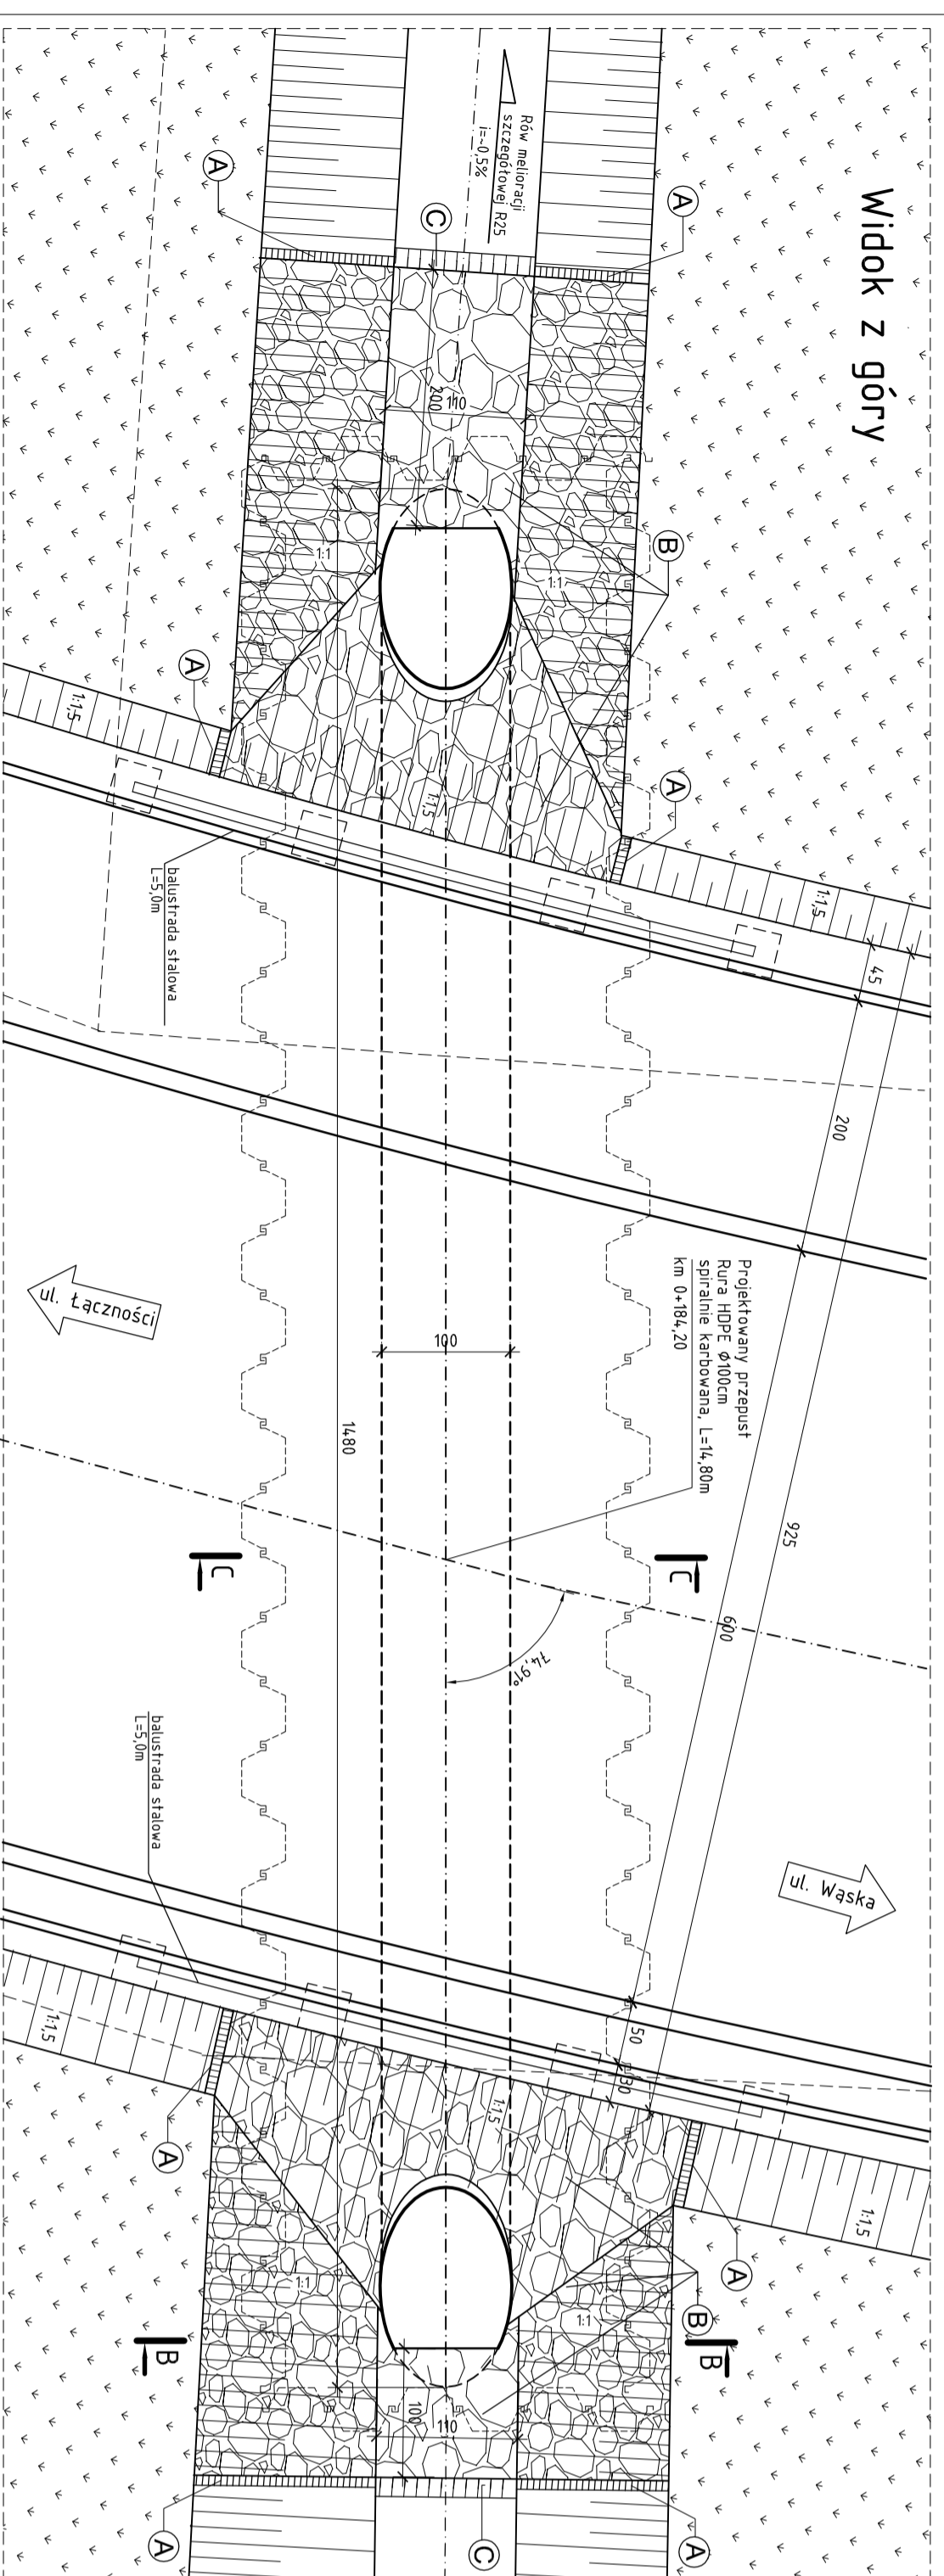 Widok z góry
Rów melioracji
szczegółowej R25
i=~0,5%
A
A
C
200
110
B
1:1
1:1
A
A
1:1,5
1:1,5
1:1,5
balustrada stalowa
L=5,0m
45
200
925
600
50
30
Projektowany przepust
Rura HDPE Ø100cm
spiralnie karbowana, L=14,80m
km 0+184,20
ul. Łączności
100
1480
C
C
74,91°
balustrada stalowa
L=5,0m
ul. Wąska
1:1,5
1:1,5
1:1,5
A
A
B
1:1
1:1
B
B
100
110
A
C
A